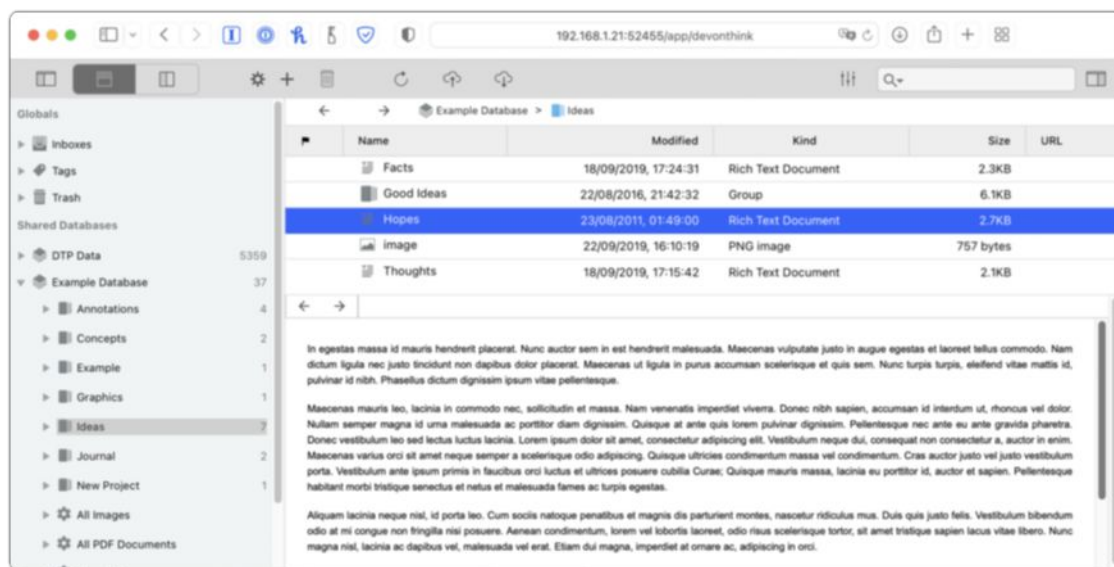 192.168.1.21:52455/app/devonthink
Globals
Inboxes
Tags
Trash
Shared Databases
DTP Data 5359
Example Database 37
Annotations 4
Concepts 2
Example 1
Graphics 1
Ideas 7
Journal 2
New Project 1
All Images
All PDF Documents
Example Database > Ideas
Name Modified Kind Size URL
Facts 18/09/2019, 17:24:31 Rich Text Document 2.3KB
Good Ideas 22/08/2016, 21:42:32 Group 6.1KB
Hopes 23/08/2011, 01:49:00 Rich Text Document 2.7KB
image 22/09/2019, 16:10:19 PNG image 757 bytes
Thoughts 18/09/2019, 17:15:42 Rich Text Document 2.1KB
In egestas massa id mauris hendrerit placerat. Nunc auctor sem in est hendrerit malesuada. Maecenas vulputate justo in augue egestas et laoreet tellus commodo. Nam
dictum ligula nec justo tincidunt non dapibus dolor placerat. Maecenas ut ligula in purus accumsan scelerisque et quis sem. Nunc turpis turpis, eleifend vitae mattis id,
pulvinar id nibh. Phasellus dictum dignissim ipsum vitae pellentesque.
Maecenas mauris leo, lacinia in commodo nec, sollicitudin et massa. Nam venenatis imperdiet viverra. Donec nibh sapien, accumsan id interdum ut, rhoncus vel dolor.
Nullam semper magna id urna malesuada ac porttitor diam dignissim. Quisque at ante quis lorem pulvinar dignissim. Pellentesque nec ante eu ante gravida pharetra.
Donec vestibulum leo sed lectus luctus lacinia. Lorem ipsum dolor sit amet, consectetur adipiscing elit. Vestibulum neque dui, consequat non consectetur a, auctor in enim.
Maecenas varius orci sit amet neque semper a scelerisque odio adipiscing. Quisque ultricies condimentum massa vel condimentum. Cras auctor justo vel justo vestibulum
porta. Vestibulum ante ipsum primis in faucibus orci luctus et ultrices posuere cubilia Curae; Quisque mauris massa, lacinia eu porttitor id, auctor et sapien. Pellentesque
habitant morbi tristique senectus et netus et malesuada fames ac turpis egestas.
Aliquam lacinia neque nisl, id porta leo. Cum sociis natoque penatibus et magnis dis parturient montes, nascetur ridiculus mus. Duis quis justo felis. Vestibulum bibendum
odio at mi congue non fringilla nisi posuere. Aenean condimentum, lorem vel lobortis laoreet, odio risus scelerisque tortor, sit amet tristique sapien lacus vitae libero. Nunc
magna nisl, lacinia ac dapibus vel, malesuada vel erat. Etiam dui magna, imperdiet at ornare ac, adipiscing in orci.